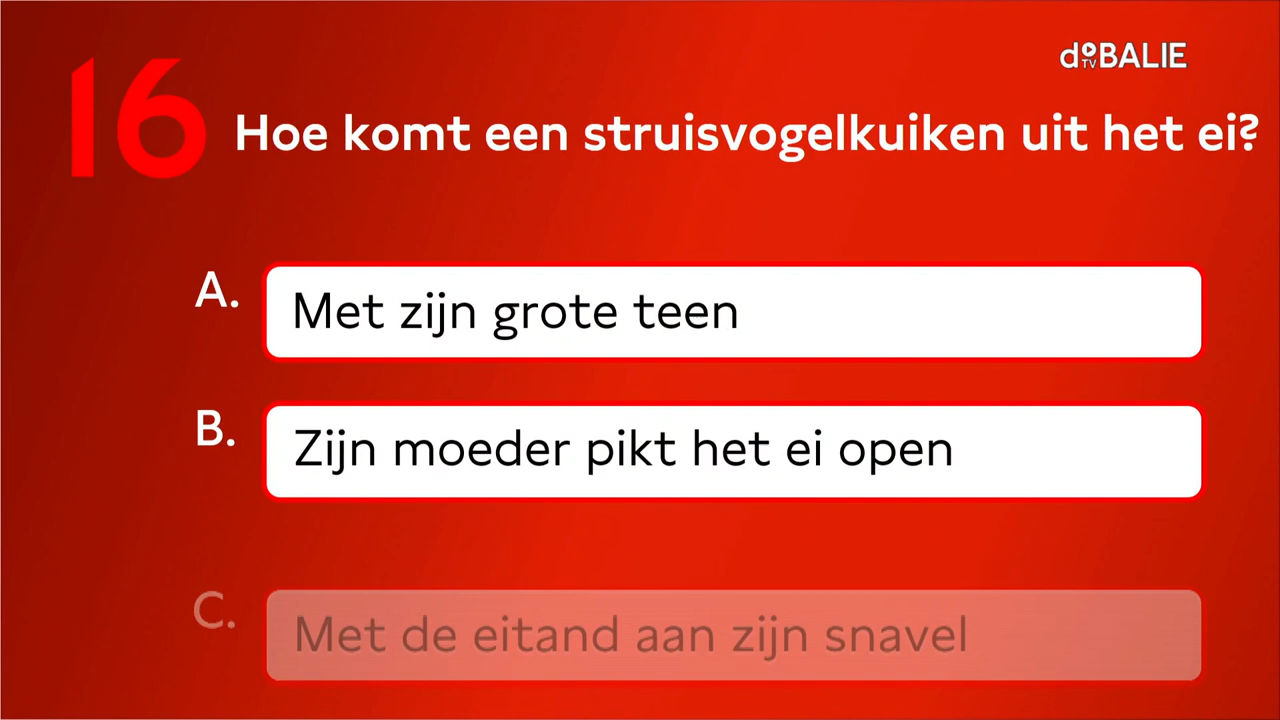 doBALIE
TV
16
Hoe komt een struisvogelkuiken uit het ei?
A.
Met zijn grote teen
B.
Zijn moeder pikt het ei open
C.
Met de eitand aan zijn snavel